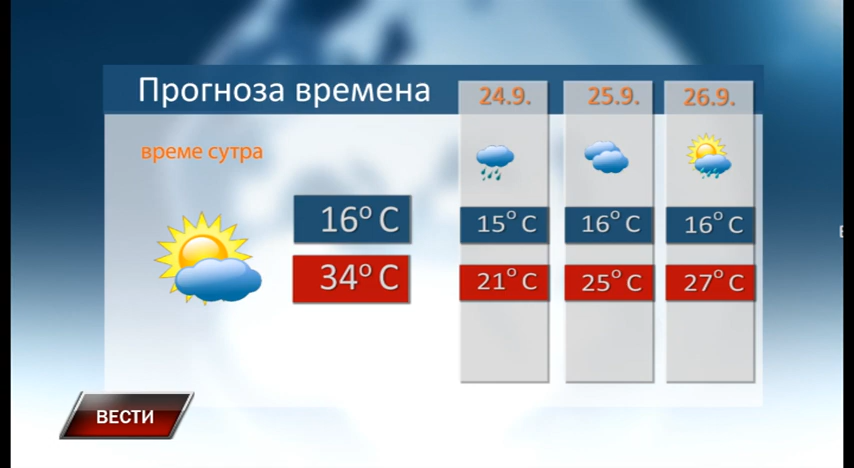 Прогноза времена
време сутра
16° C
34° C
24.9.
15° C
21° C
25.9.
16° C
25° C
26.9.
16° C
27° C
ВЕСТИ